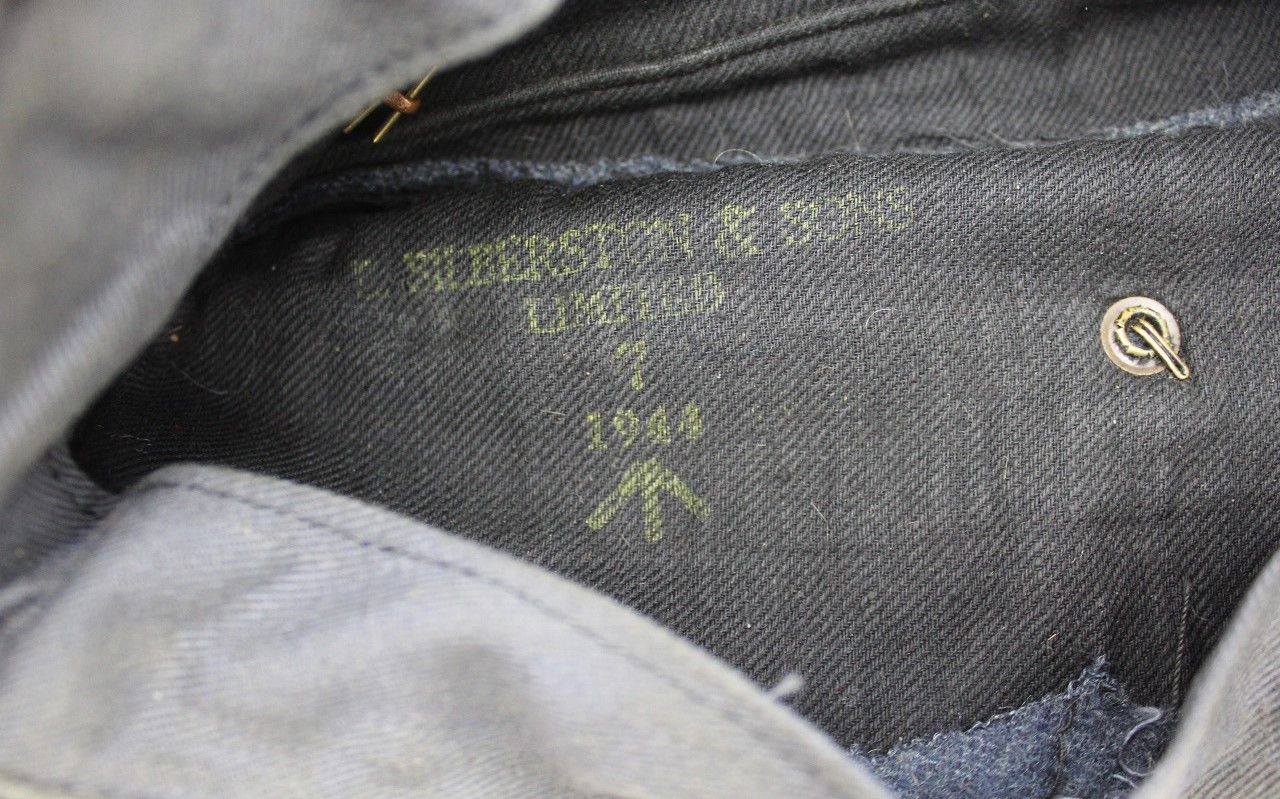 L. SILBERSTON & SONS
LIMITED
7
1944